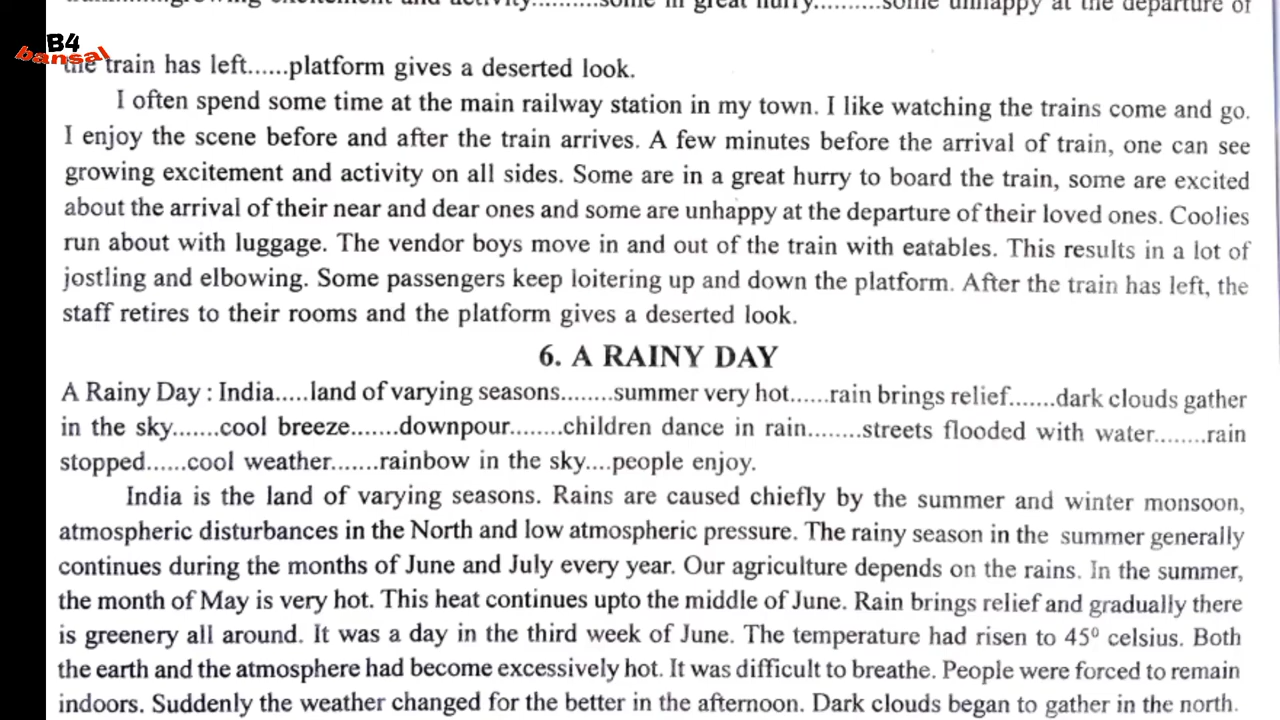 some in great hurry..........some unhappy at the departure of
B4
bansal
the train has left......platform gives a deserted look.
I often spend some time at the main railway station in my town. I like watching the trains come and go.
I enjoy the scene before and after the train arrives. A few minutes before the arrival of train, one can see
growing excitement and activity on all sides. Some are in a great hurry to board the train, some are excited
about the arrival of their near and dear ones and some are unhappy at the departure of their loved ones. Coolies
run about with luggage. The vendor boys move in and out of the train with eatables. This results in a lot of
jostling and elbowing. Some passengers keep loitering up and down the platform. After the train has left, the
staff retires to their rooms and the platform gives a deserted look.
6. A RAINY DAY
A Rainy Day : India.....land of varying seasons........summer very hot......rain brings relief.......dark clouds gather
in the sky.......cool breeze.......downpour........children dance in rain........streets flooded with water........rain
stopped......cool weather.......rainbow in the sky....people enjoy.
India is the land of varying seasons. Rains are caused chiefly by the summer and winter monsoon,
atmospheric disturbances in the North and low atmospheric pressure. The rainy season in the summer generally
continues during the months of June and July every year. Our agriculture depends on the rains. In the summer,
the month of May is very hot. This heat continues upto the middle of June. Rain brings relief and gradually there
is greenery all around. It was a day in the third week of June. The temperature had risen to 45⁰ celsius. Both
the earth and the atmosphere had become excessively hot. It was difficult to breathe. People were forced to remain
indoors. Suddenly the weather changed for the better in the afternoon. Dark clouds began to gather in the north.